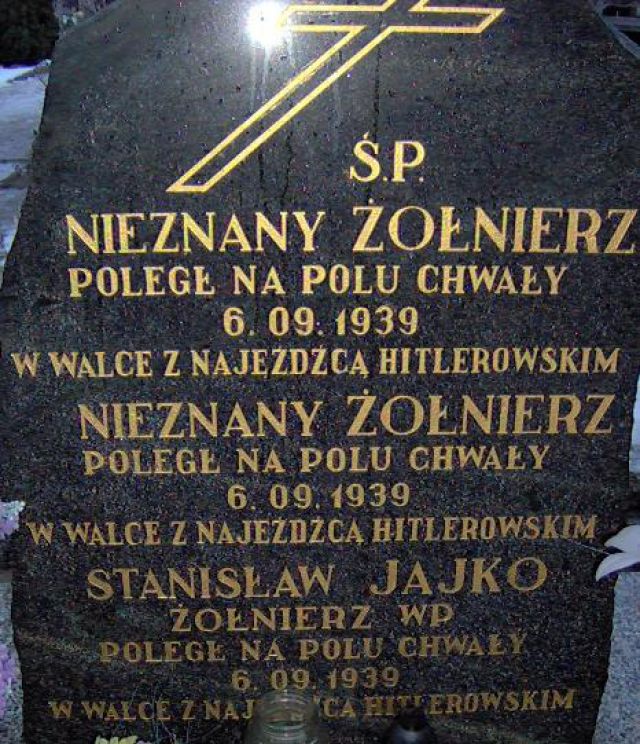 Ś.P.
NIEZNANY ŻOŁNIERZ
POLEGŁ NA POLU CHWAŁY
6. 09. 1939
W WALCE Z NAJEŹDŹCĄ HITLEROWSKIM
NIEZNANY ŻOŁNIERZ
POLEGŁ NA POLU CHWAŁY
6. 09. 1939
W WALCE Z NAJEŹDŹCĄ HITLEROWSKIM
STANISŁAW JAJKO
ŻOŁNIERZ WP
POLEGŁ NA POLU CHWAŁY
6. 09. 1939
W WALCE Z HITLEROWSKIM